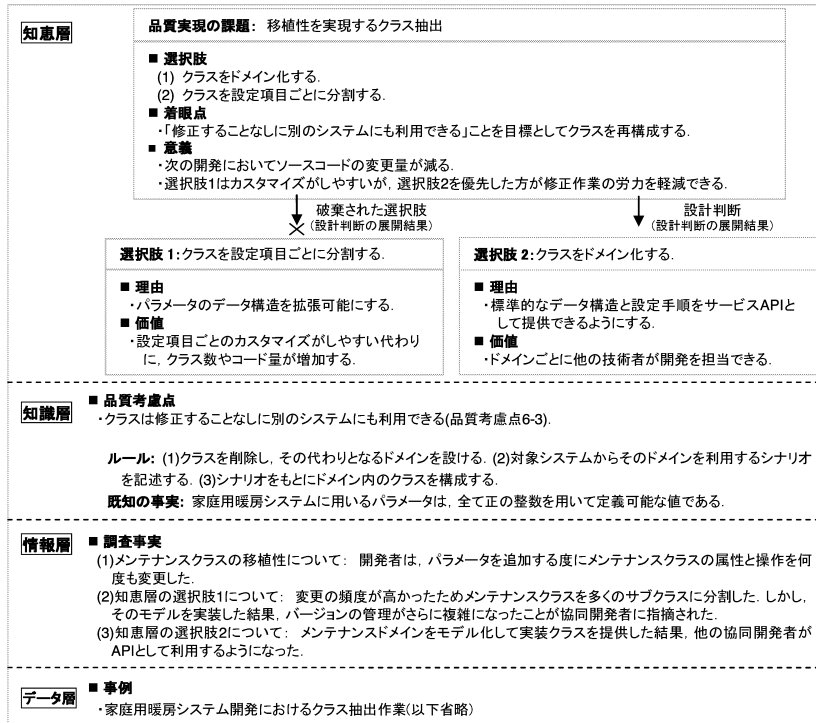 知恵層
品質実現の課題: 移植性を実現するクラス抽出
■ 選択肢
(1) クラスをドメイン化する.
(2) クラスを設定項目ごとに分割する.
■ 着眼点
・「修正することなしに別のシステムにも利用できる」ことを目標としてクラスを再構成する.
■ 意義
・次の開発においてソースコードの変更量が減る.
・選択肢1はカスタマイズがしやすいが, 選択肢2を優先した方が修正作業の労力を軽減できる.
破棄された選択肢
(設計判断の展開結果)
設計判断
(設計判断の展開結果)
選択肢 1:クラスを設定項目ごとに分割する.
■ 理由
・パラメータのデータ構造を拡張可能にする.
■ 価値
・設定項目ごとのカスタマイズがしやすい代わり
に, クラス数やコード量が増加する.
選択肢 2:クラスをドメイン化する.
■ 理由
・標準的なデータ構造と設定手順をサービスAPIと
して提供できるようにする.
■ 価値
・ドメインごとに他の技術者が開発を担当できる.
知識層
■ 品質考慮点
・クラスは修正することなしに別のシステムにも利用できる(品質考慮点6-3).
ルール: (1)クラスを削除し, その代わりとなるドメインを設ける. (2)対象システムからそのドメインを利用するシナリオ
を記述する. (3)シナリオをもとにドメイン内のクラスを構成する.
既知の事実: 家庭用暖房システムに用いるパラメータは, 全て正の整数を用いて定義可能な値である.
情報層
■ 調査事実
(1)メンテナンスクラスの移植性について: 開発者は, パラメータを追加する度にメンテナンスクラスの属性と操作を何
度も変更した.
(2)知恵層の選択肢1について: 変更の頻度が高かったためメンテナンスクラスを多くのサブクラスに分割した. しかし,
そのモデルを実装した結果, バージョンの管理がさらに複雑になったことが協同開発者に指摘された.
(3)知恵層の選択肢2について: メンテナンスドメインをモデル化して実装クラスを提供した結果, 他の協同開発者が
APIとして利用するようになった.
データ層
■ 事例
・家庭用暖房システム開発におけるクラス抽出作業(以下省略)